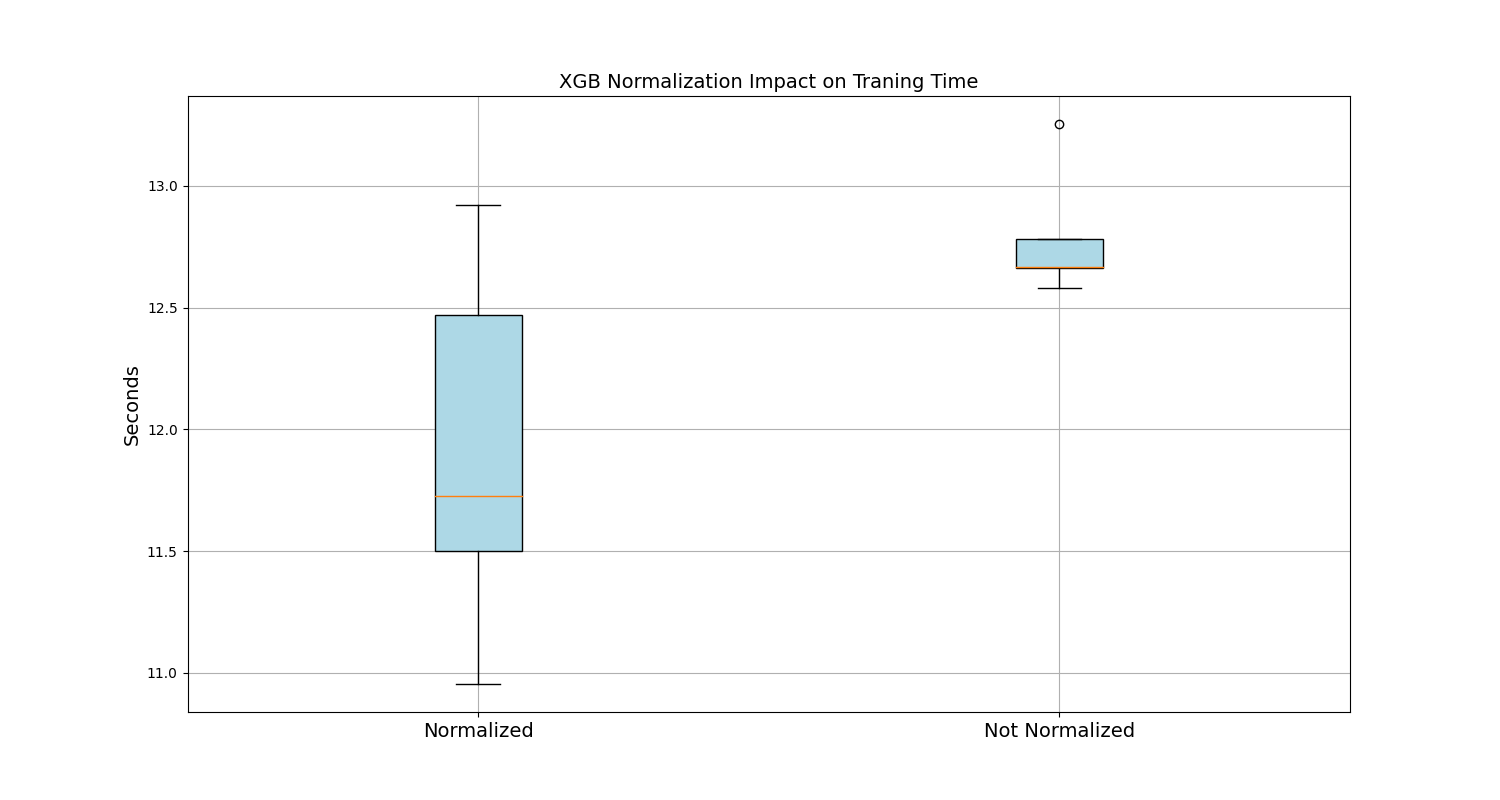 XGB Normalization Impact on Traning Time
Seconds
13.0
12.5
12.0
11.5
11.0
Normalized
Not Normalized